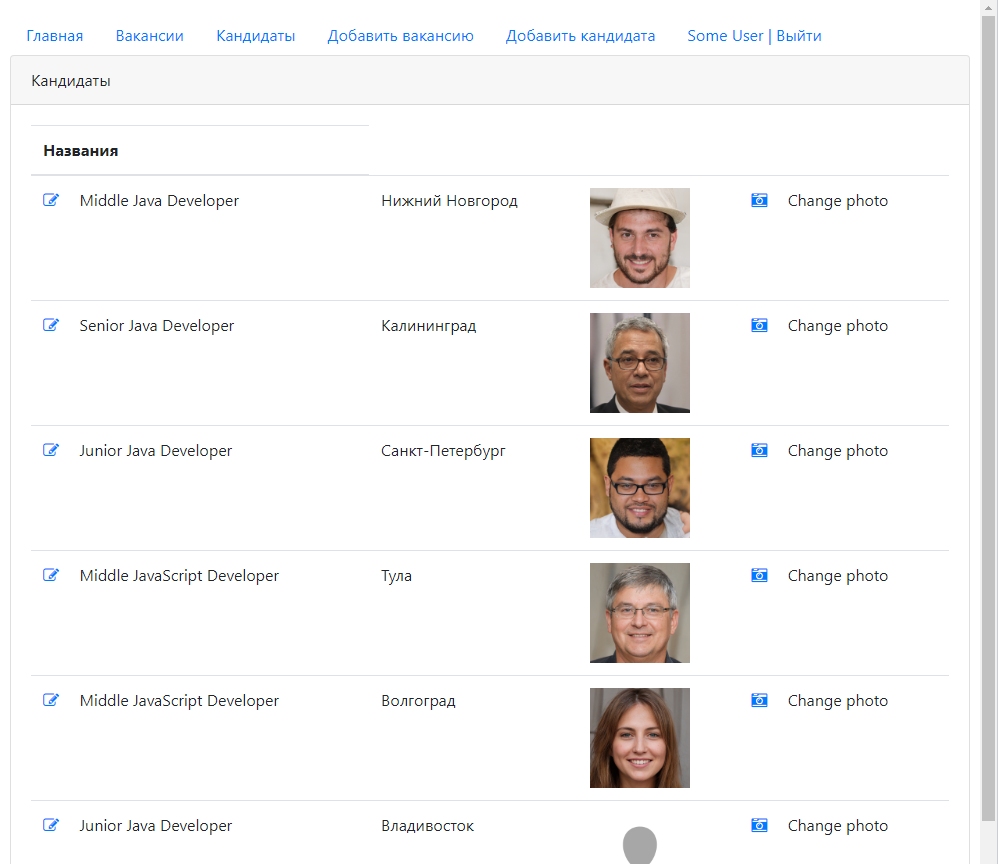 Главная Вакансии Кандидаты Добавить вакансию Добавить кандидата Some User | Выйти
Кандидаты
Названия
Middle Java Developer Нижний Новгород Change photo
Senior Java Developer Калининград Change photo
Junior Java Developer Санкт-Петербург Change photo
Middle JavaScript Developer Тула Change photo
Middle JavaScript Developer Волгоград Change photo
Junior Java Developer Владивосток Change photo